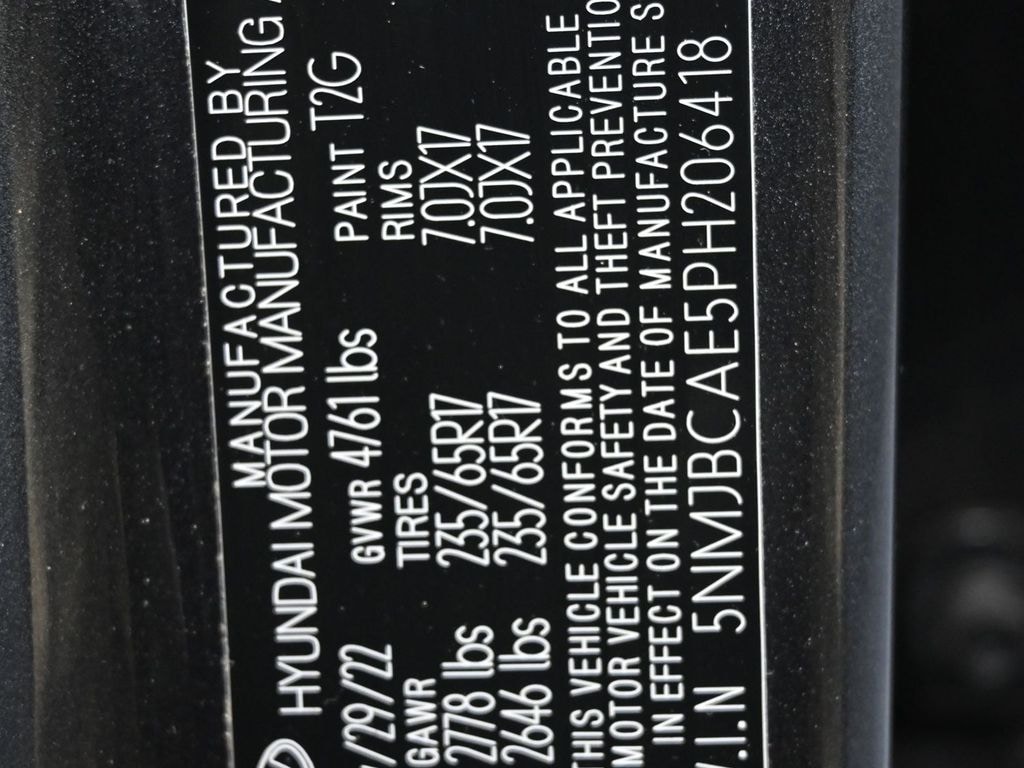 MANUFACTURED BY
HYUNDAI MOTOR MANUFACTURING
/29/22 GVWR 4761 lbs PAINT T2G
GAWR TIRES RIMS
2778 lbs 235/65R17 7.0JX17
2646 lbs 235/65R17 7.0JX17
THIS VEHICLE CONFORMS TO ALL APPLICABLE
MOTOR VEHICLE SAFETY AND THEFT PREVENTIO
IN EFFECT ON THE DATE OF MANUFACTURE S
V.I.N 5NMJBCAE5PH206418